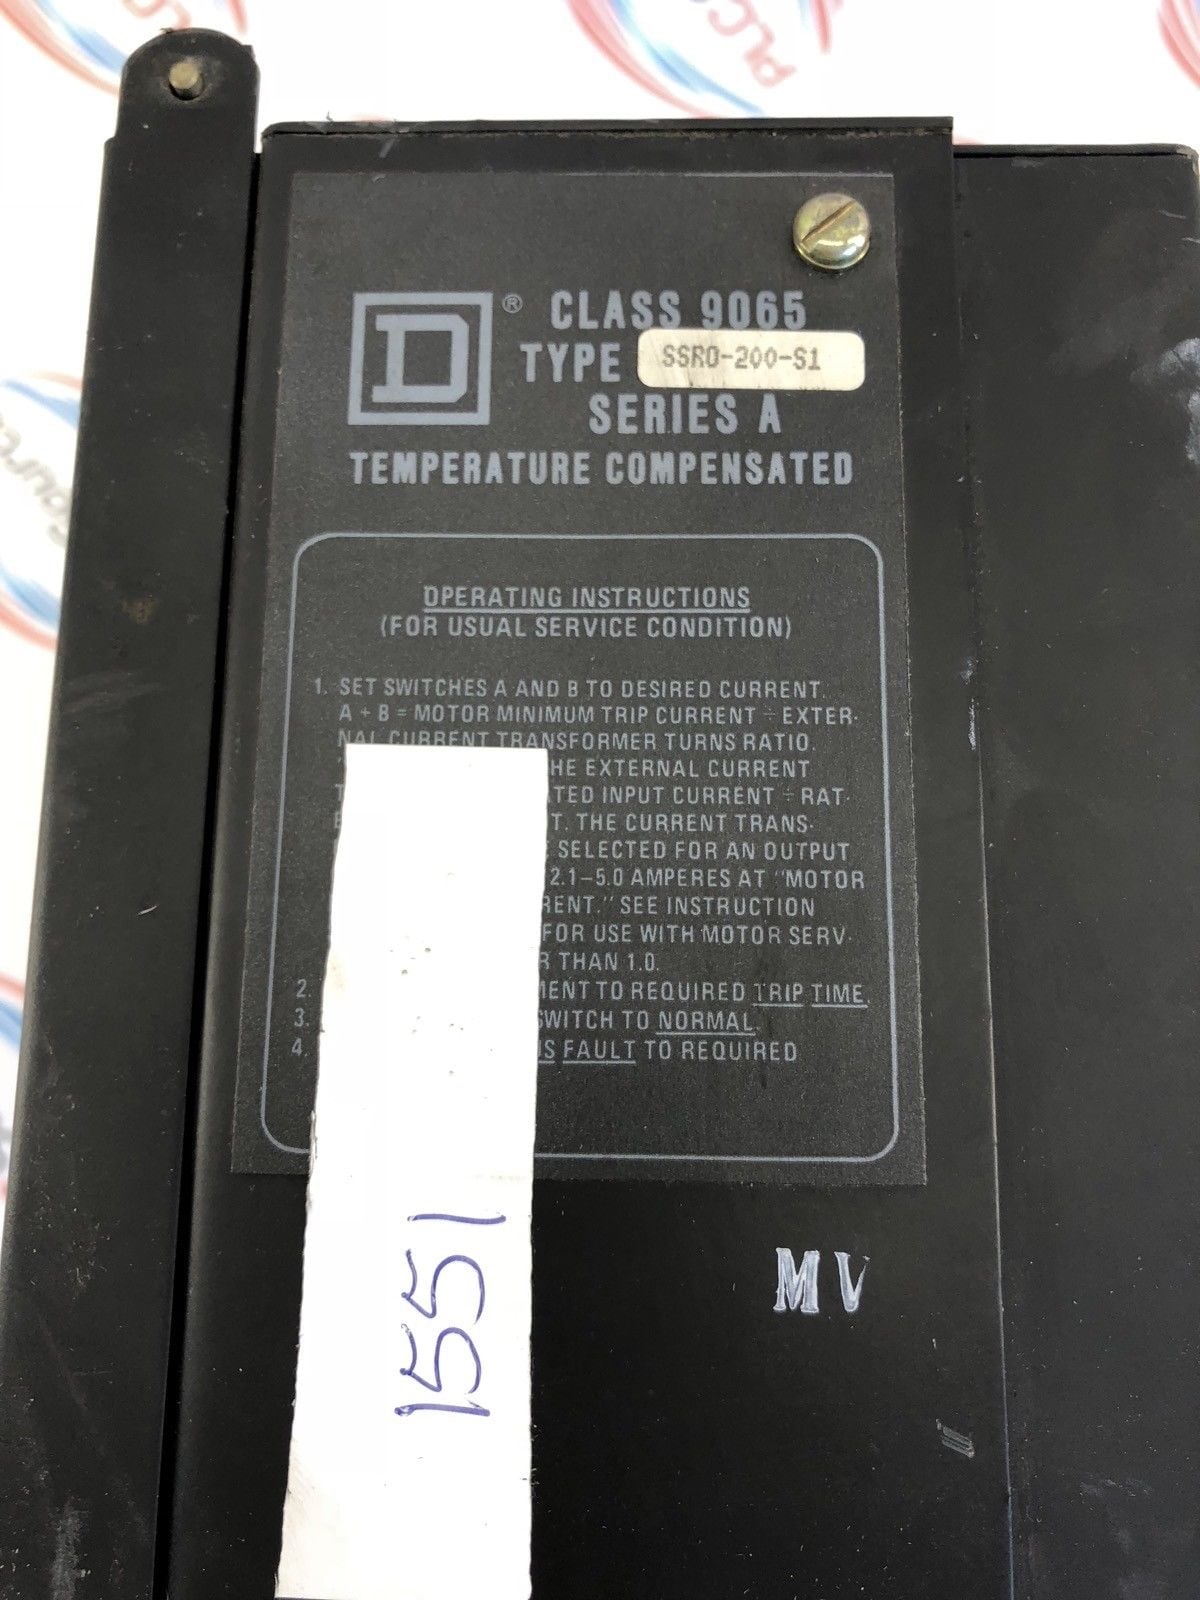 D ® CLASS 9065
TYPE SSRO-200-S1
SERIES A
TEMPERATURE COMPENSATED
OPERATING INSTRUCTIONS
(FOR USUAL SERVICE CONDITION)
1. SET SWITCHES A AND B TO DESIRED CURRENT.
A + B = MOTOR MINIMUM TRIP CURRENT ÷ EXTER-
NAL CURRENT TRANSFORMER TURNS RATIO.
HE EXTERNAL CURRENT
ATED INPUT CURRENT ÷ RAT-
T. THE CURRENT TRANS-
SELECTED FOR AN OUTPUT
2.1–5.0 AMPERES AT "MOTOR
RENT." SEE INSTRUCTION
FOR USE WITH MOTOR SERV-
R THAN 1.0.
2. MENT TO REQUIRED TRIP TIME.
3. SWITCH TO NORMAL.
4. US FAULT TO REQUIRED
1551
MV